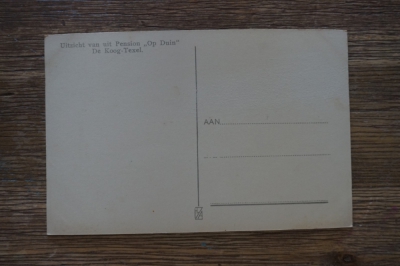 Uitzicht van uit Pension „Op Duin"
De Koog-Texel.
AAN